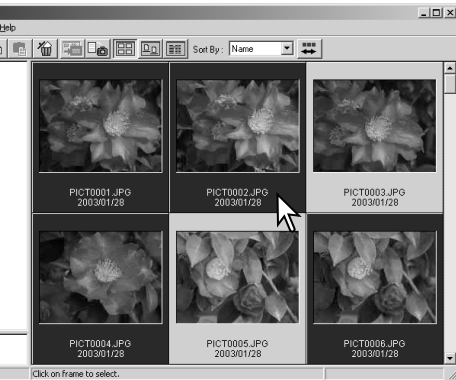 Help
Sort By : Name
PICT0001.JPG
2003/01/28
PICT0002.JPG
2003/01/28
PICT0003.JPG
2003/01/28
PICT0004.JPG
2003/01/28
PICT0005.JPG
2003/01/28
PICT0006.JPG
2003/01/28
Click on frame to select.